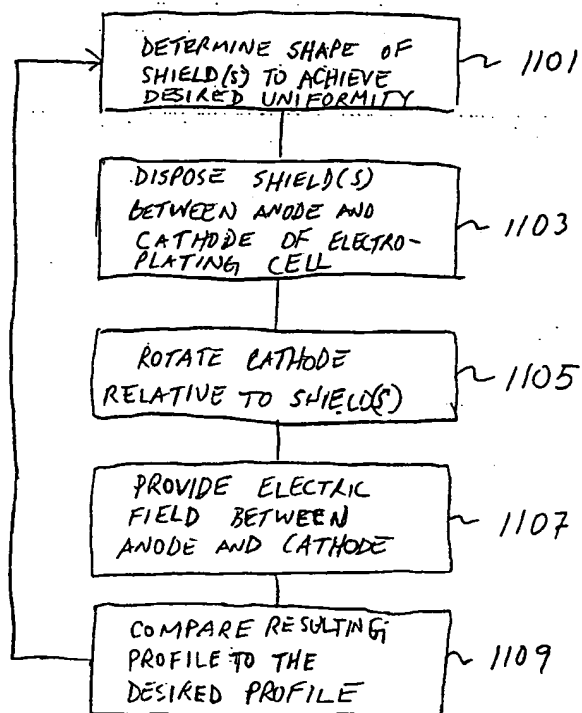 DETERMINE SHAPE OF
SHIELD(S) TO ACHIEVE
DESIRED UNIFORMITY
1101
DISPOSE SHIELD(S)
BETWEEN ANODE AND
CATHODE OF ELECTRO-
PLATING CELL
1103
ROTATE CATHODE
RELATIVE TO SHIELD(S)
1105
PROVIDE ELECTRIC
FIELD BETWEEN
ANODE AND CATHODE
1107
COMPARE RESULTING
PROFILE TO THE
DESIRED PROFILE
1109